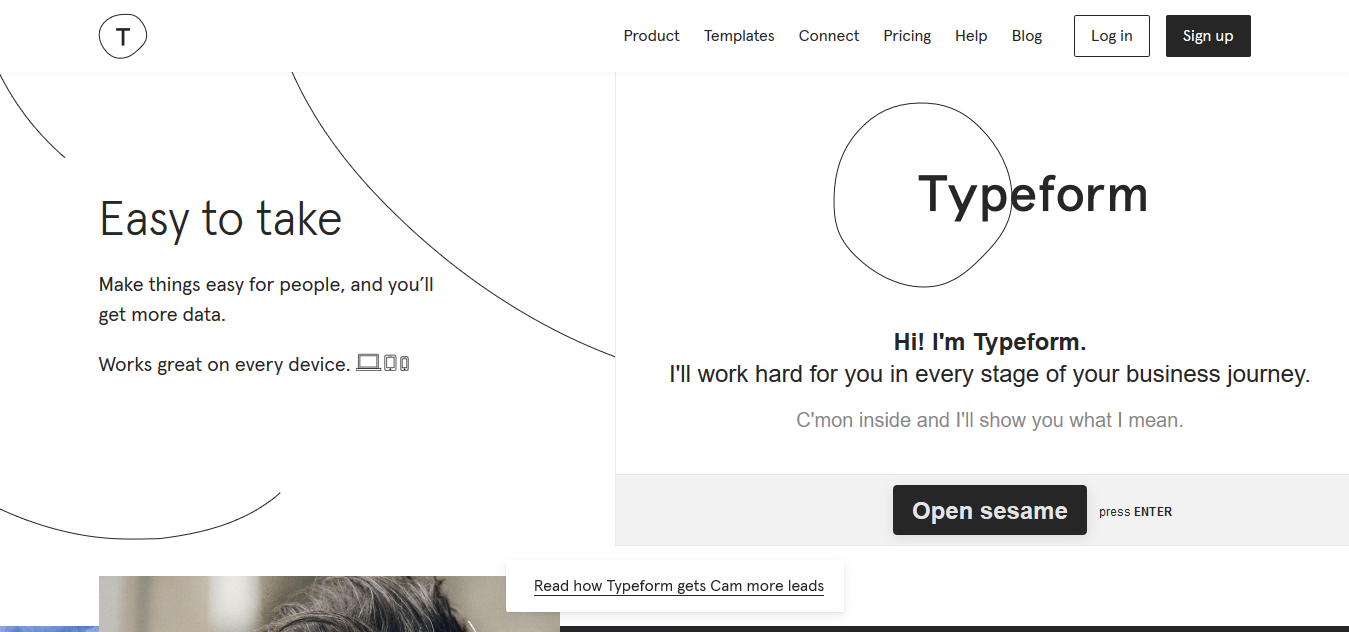 T
Product Templates Connect Pricing Help Blog Log in Sign up
Easy to take
Make things easy for people, and you’ll
get more data.
Works great on every device.
Typeform
Hi! I'm Typeform.
I'll work hard for you in every stage of your business journey.
C'mon inside and I'll show you what I mean.
Open sesame press ENTER
Read how Typeform gets Cam more leads